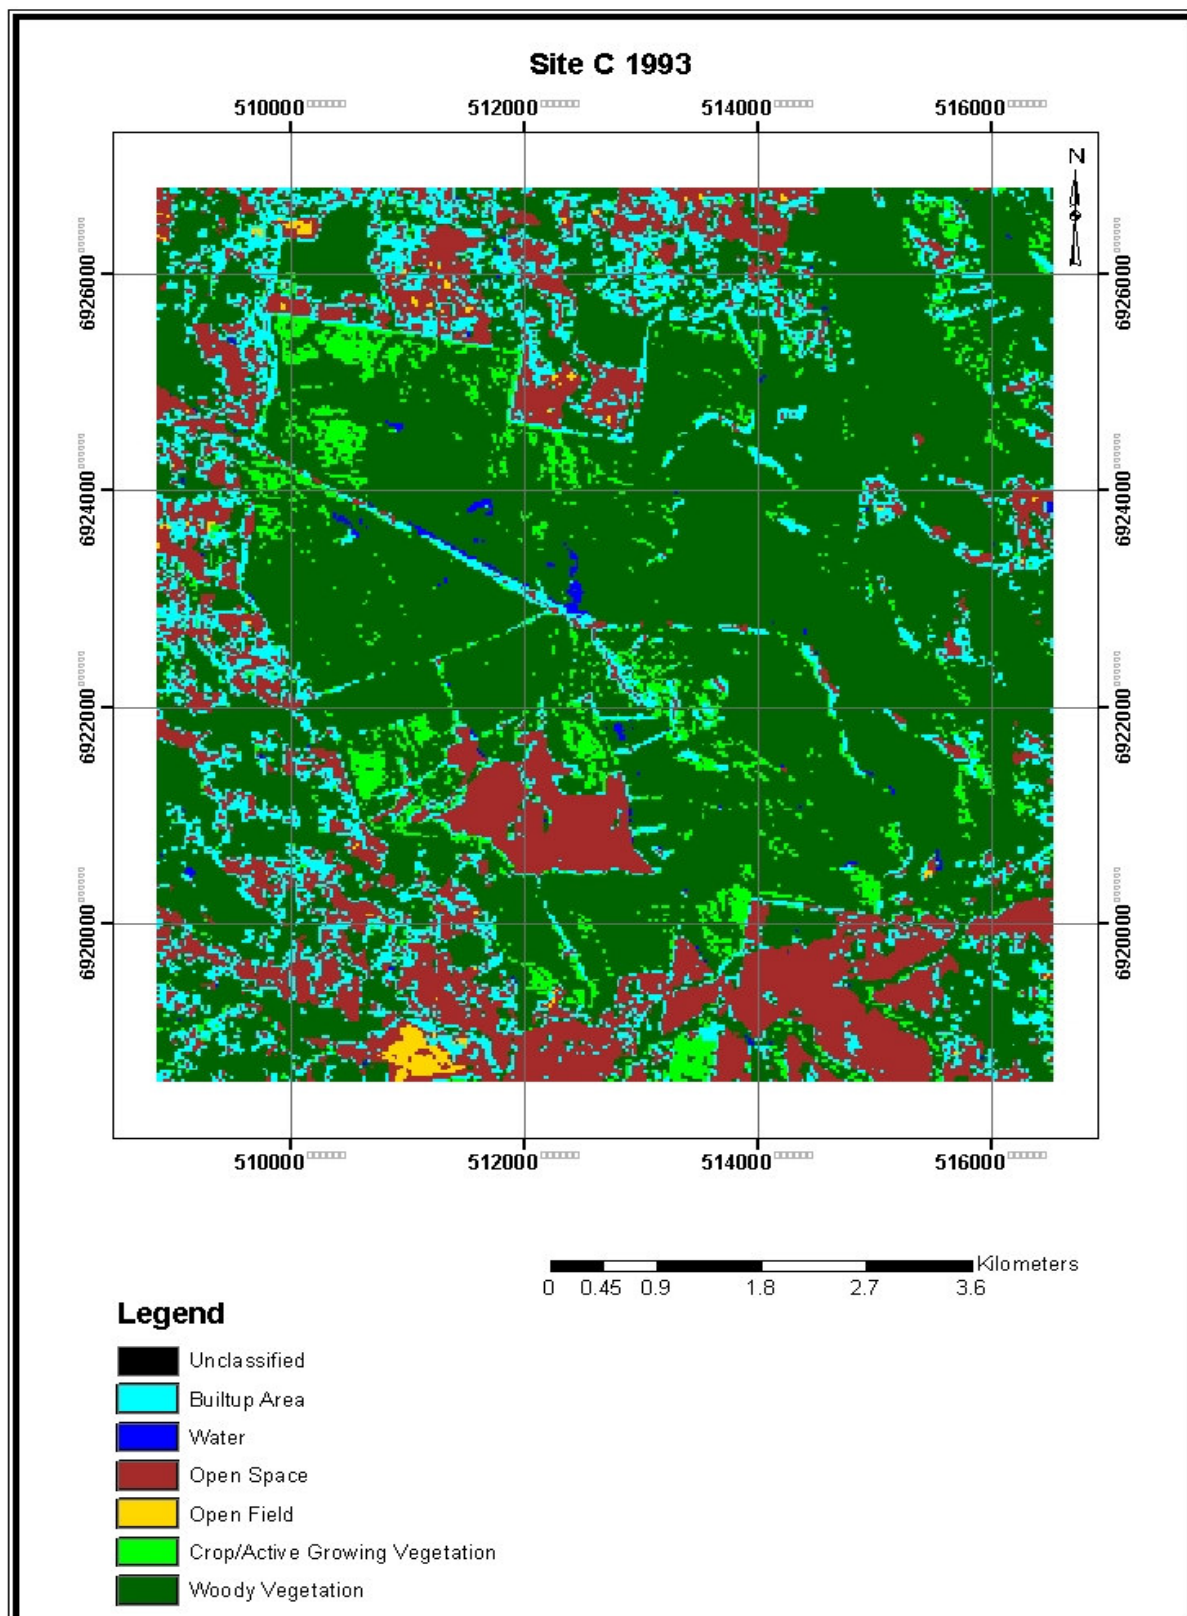 Site C 1993
510000 512000 514000 516000
N
6926000 6926000
6924000 6924000
6922000 6922000
6920000 6920000
510000 512000 514000 516000
Kilometers
0 0.45 0.9 1.8 2.7 3.6
Legend
Unclassified
Builtup Area
Water
Open Space
Open Field
Crop/Active Growing Vegetation
Woody Vegetation